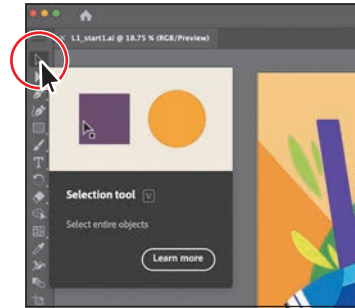 L1_start1.ai @ 18.75 % (RGB/Preview)
Selection tool V
Select entire objects
Learn more